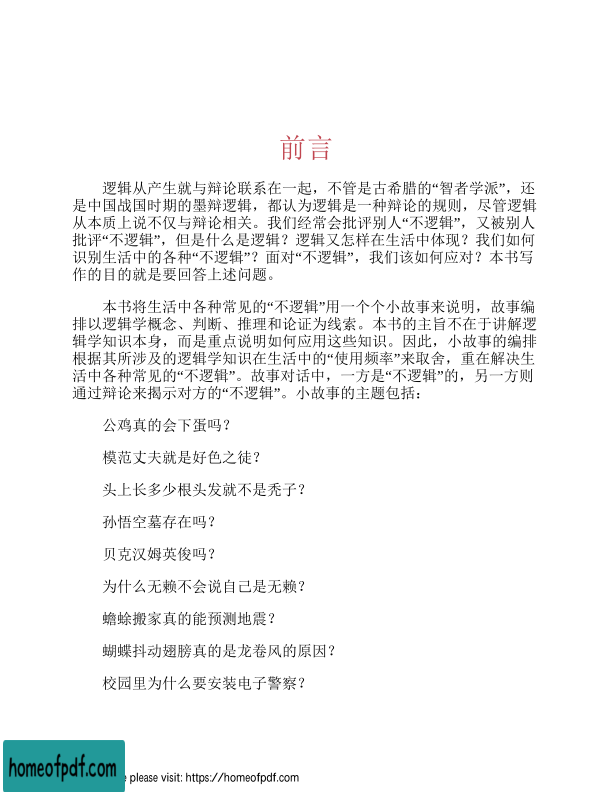 前言
逻辑从产生就与辩论联系在一起，不管是古希腊的“智者学派”，还
是中国战国时期的墨辩逻辑，都认为逻辑是一种辩论的规则，尽管逻辑
从本质上说不仅与辩论相关。我们经常会批评别人“不逻辑”，又被别人
批评“不逻辑”，但是什么是逻辑？逻辑又怎样在生活中体现？我们如何
识别生活中的各种“不逻辑”？面对“不逻辑”，我们该如何应对？本书写
作的目的就是要回答上述问题。
本书将生活中各种常见的“不逻辑”用一个个小故事来说明，故事编
排以逻辑学概念、判断、推理和论证为线索。本书的主旨不在于讲解逻
辑学知识本身，而是重点说明如何应用这些知识。因此，小故事的编排
根据其所涉及的逻辑学知识在生活中的“使用频率”来取舍，重在解决生
活中各种常见的“不逻辑”。故事对话中，一方是“不逻辑”的，另一方则
通过辩论来揭示对方的“不逻辑”。小故事的主题包括：
公鸡真的会下蛋吗？
模范丈夫就是好色之徒？
头上长多少根头发就不是秃子？
孙悟空墓存在吗？
贝克汉姆英俊吗？
为什么无赖不会说自己是无赖？
蟾蜍搬家真的能预测地震？
蝴蝶抖动翅膀真的是龙卷风的原因？
校园里为什么要安装电子警察？
homeofpdf.com
e please visit: https://homeofpdf.com